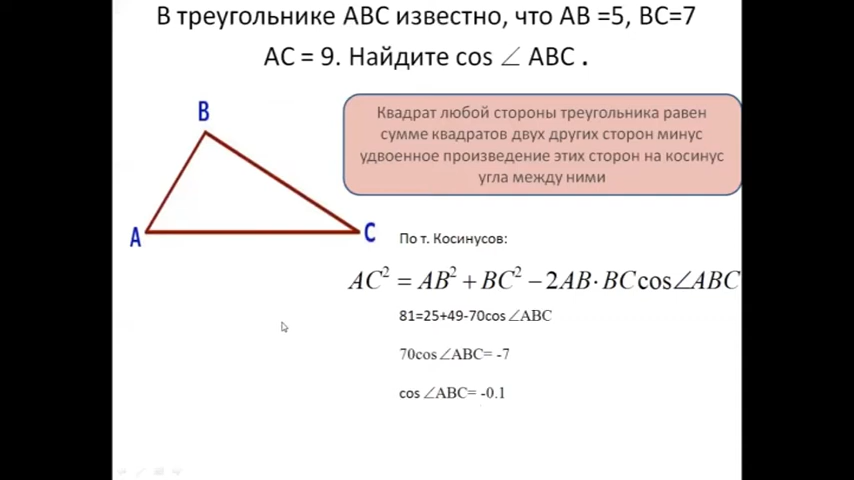 В треугольнике ABC известно, что AB =5, BC=7
AC = 9. Найдите cos ∠ ABC .
Квадрат любой стороны треугольника равен
сумме квадратов двух других сторон минус
удвоенное произведение этих сторон на косинус
угла между ними
B
A
C
По т. Косинусов:
AC² = AB² + BC² − 2AB · BC cos∠ABC
81=25+49-70cos ∠ABC
70cos ∠ABC= -7
cos ∠ABC= -0.1